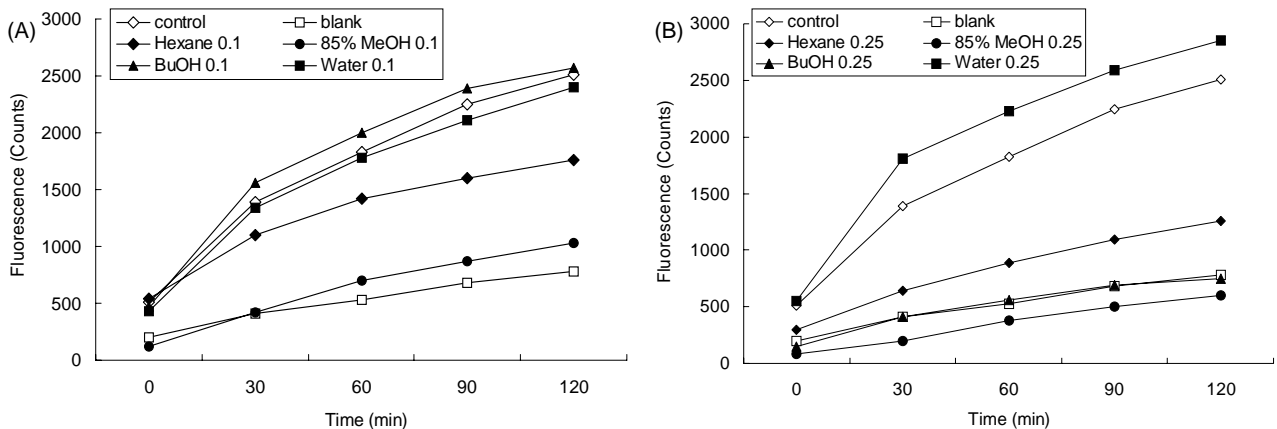 (A)
control
blank
Hexane 0.1
85% MeOH 0.1
BuOH 0.1
Water 0.1
Fluorescence (Counts)
3000
2500
2000
1500
1000
500
0
0 30 60 90 120
Time (min)
(B)
control
blank
Hexane 0.25
85% MeOH 0.25
BuOH 0.25
Water 0.25
Fluorescence (Counts)
3000
2500
2000
1500
1000
500
0
0 30 60 90 120
Time (min)